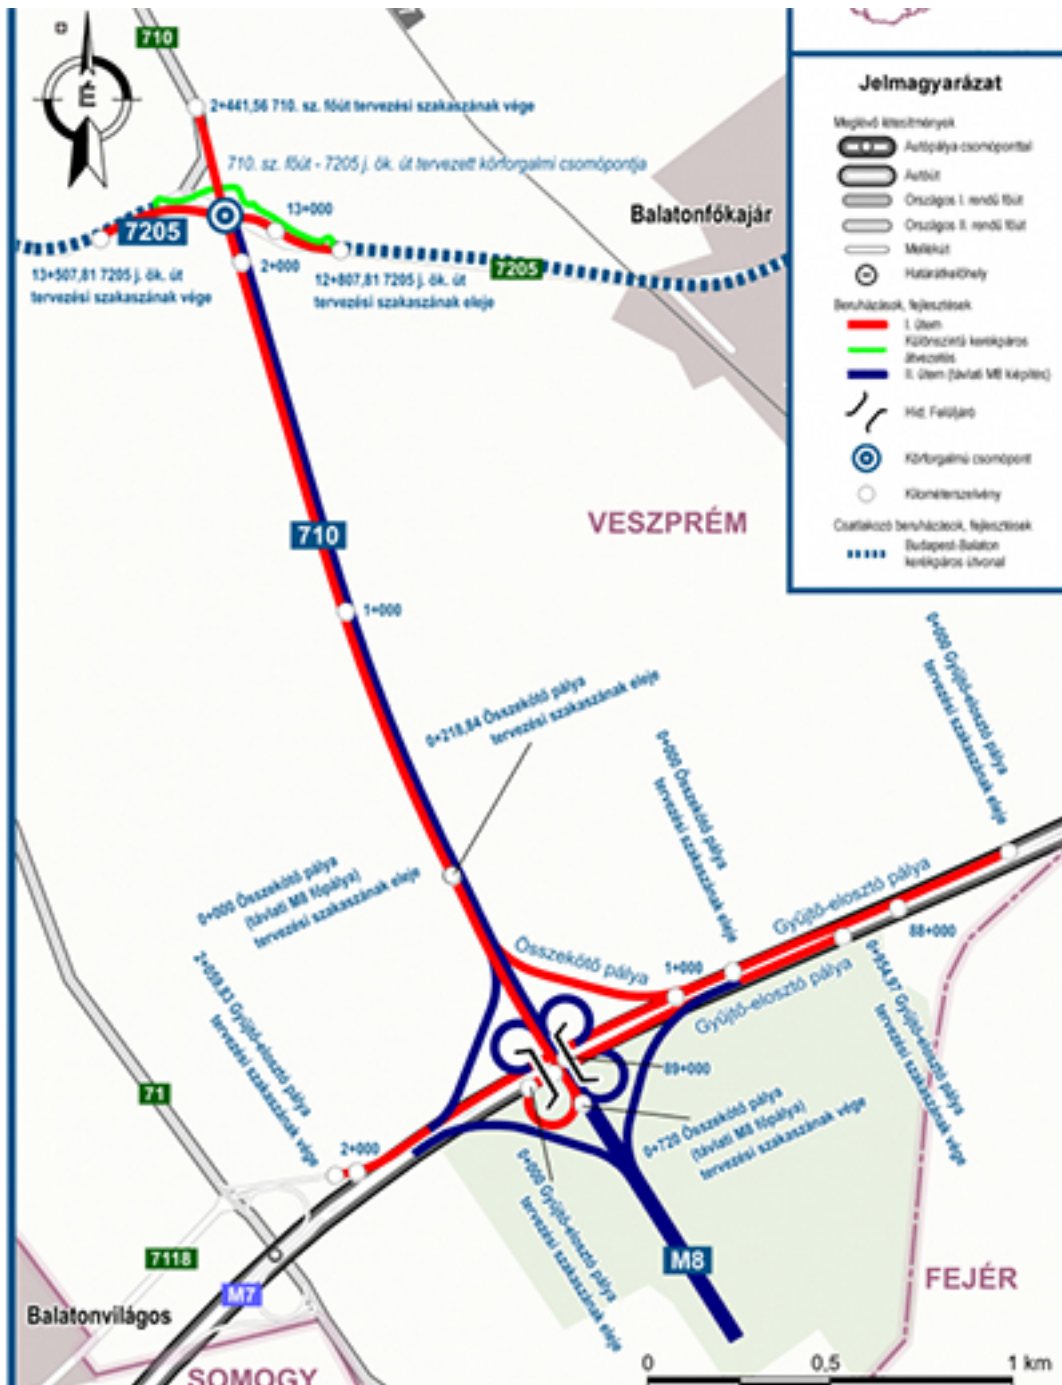 710
2+441,56 710. sz. főút tervezési szakaszának vége
É
710. sz. főút - 7205 j. ök. út tervezett körforgalmi csomópontja
13+000
7205
2+000
13+507,81 7205 j. ök. út
tervezési szakaszának vége
12+807,81 7205 j. ök. út
tervezési szakaszának eleje
Balatonfőkajár
7205
Jelmagyarázat
Meglévő létesítmények
Autópálya csomóponttal
Autóút
Országos I. rendű főút
Országos II. rendű főút
Mellékút
Határátkelőhely
Beruházások, fejlesztések
I. ütem
Különszintű kerékpáros
átvezetés
II. ütem (távlati M8 kiépítés)
Híd, Felüljáró
Körforgalmú csomópont
Kilométerszelvény
Csatlakozó beruházások, fejlesztések
Budapest-Balaton
kerékpáros útvonal
VESZPRÉM
710
1+000
0+218,84 Összekötő pálya
tervezési szakaszának eleje
0+000 Összekötő pálya
tervezési szakaszának eleje
0+000 Gyűjtő-elosztó pálya
tervezési szakaszának eleje
0+000 Összekötő pálya
(távlati M8 főpálya)
tervezési szakaszának eleje
Gyűjtő-elosztó pálya
88+000
Összekötő pálya
1+000
Gyűjtő-elosztó pálya
0+954,97 Gyűjtő-elosztó pálya
tervezési szakaszának vége
2+059,83 Gyűjtő-elosztó pálya
tervezési szakaszának vége
89+000
71
2+000
0+720 Összekötő pálya
(távlati M8 főpálya)
tervezési szakaszának vége
0+000 Gyűjtő-elosztó pálya
tervezési szakaszának eleje
7118
M8
M7
FEJÉR
Balatonvilágos
SOMOGY
0
0,5
1 km